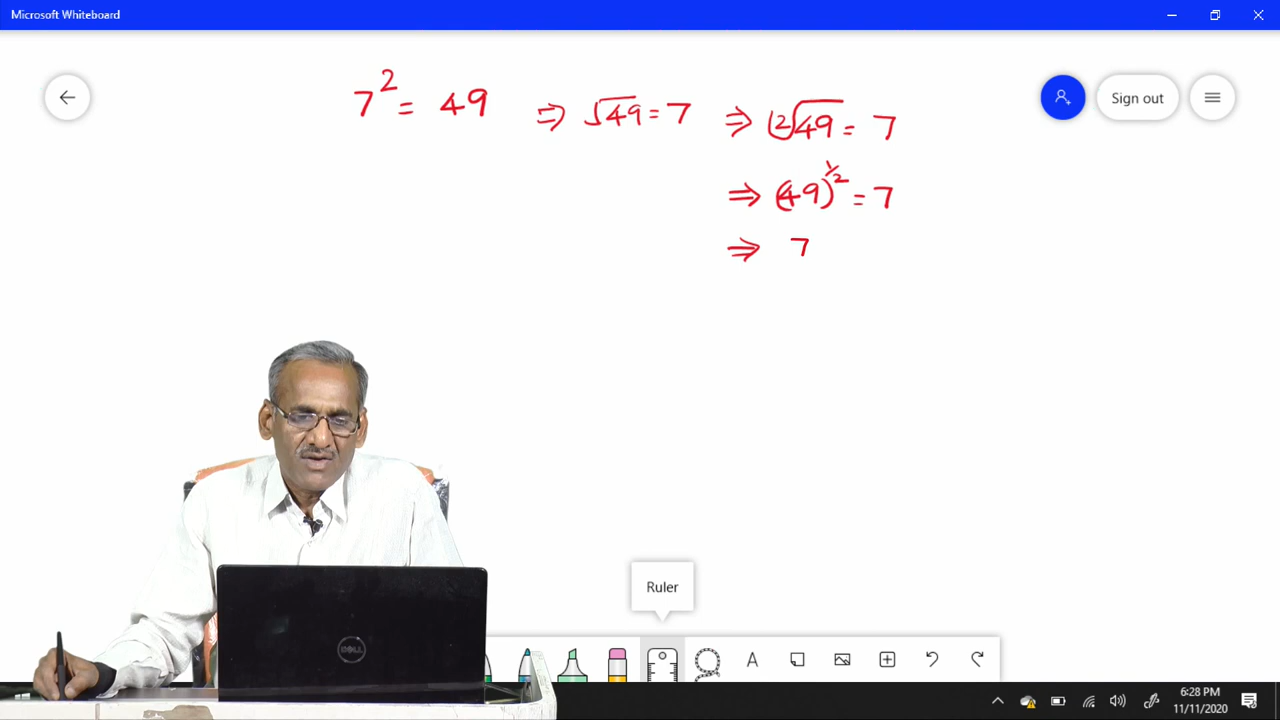 Microsoft Whiteboard
7² = 49 ⇒ √49 = 7 ⇒ ²√49 = 7
Sign out
⇒ (49)^1/2 = 7
⇒ 7
Ruler
DELL
A
6:28 PM
11/11/2020